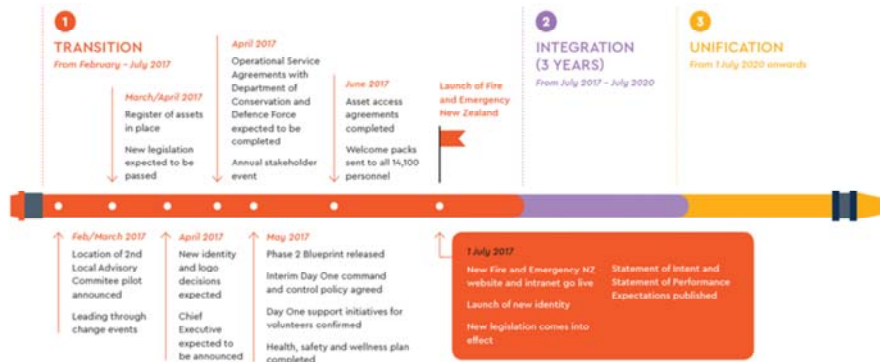 1
TRANSITION
From February – July 2017
2
INTEGRATION
(3 YEARS)
From July 2017 – July 2020
3
UNIFICATION
From 1 July 2020 onwards
March/April 2017
Register of assets
in place
New legislation
expected to be
passed
April 2017
Operational Service
Agreements with
Department of
Conservation and
Defence Force
expected to be
completed
Annual stakeholder
event
June 2017
Asset access
agreements
completed
Welcome packs
sent to all 14,100
personnel
Launch of Fire
and Emergency
New Zealand
Feb/March 2017
Location of 2nd
Local Advisory
Commitee pilot
announced
Leading through
change events
April 2017
New identity
and logo
decisions
expected
Chief
Executive
expected to
be announced
May 2017
Phase 2 Blueprint released
Interim Day One command
and control policy agreed
Day One support initiatives for
volunteers confirmed
Health, safety and wellness plan
completed
1 July 2017
New Fire and Emergency NZ
website and intranet go live
Launch of new identity
New legislation comes into
effect
Statement of Intent and
Statement of Performance
Expectations published